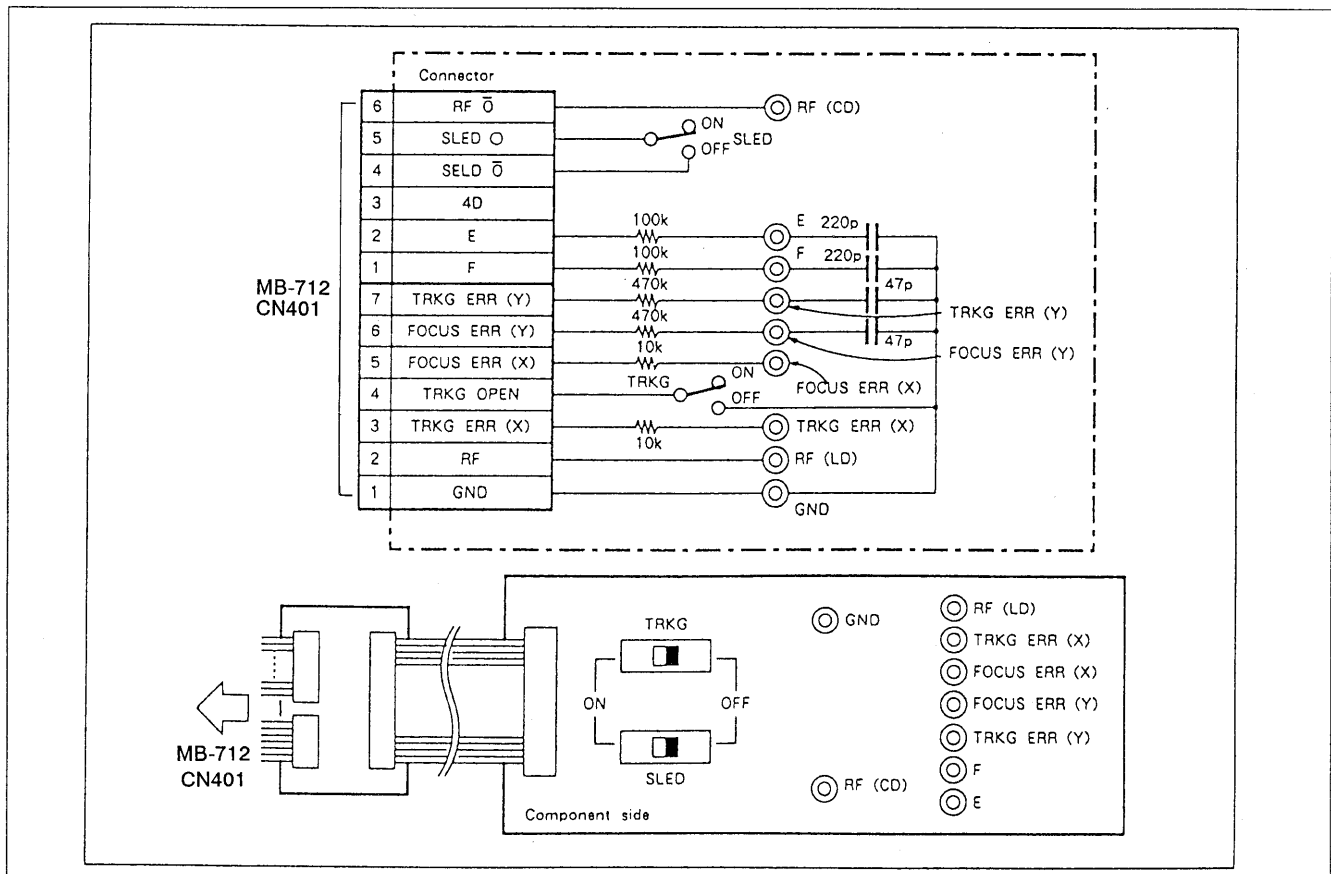 Connector
6 RF Ō RF (CD)
5 SLED O ON SLED
OFF
4 SELD Ō
3 4D
2 E 100k E 220p
1 F 100k F 220p
7 TRKG ERR (Y) 470k 47p
TRKG ERR (Y)
6 FOCUS ERR (Y) 470k 47p
FOCUS ERR (Y)
5 FOCUS ERR (X) 10k
FOCUS ERR (X)
4 TRKG OPEN TRKG ON
OFF
3 TRKG ERR (X) 10k TRKG ERR (X)
2 RF RF (LD)
1 GND GND
MB-712
CN401
MB-712
CN401
TRKG
ON
OFF
SLED
Component side
GND
RF (CD)
RF (LD)
TRKG ERR (X)
FOCUS ERR (X)
FOCUS ERR (Y)
TRKG ERR (Y)
F
E